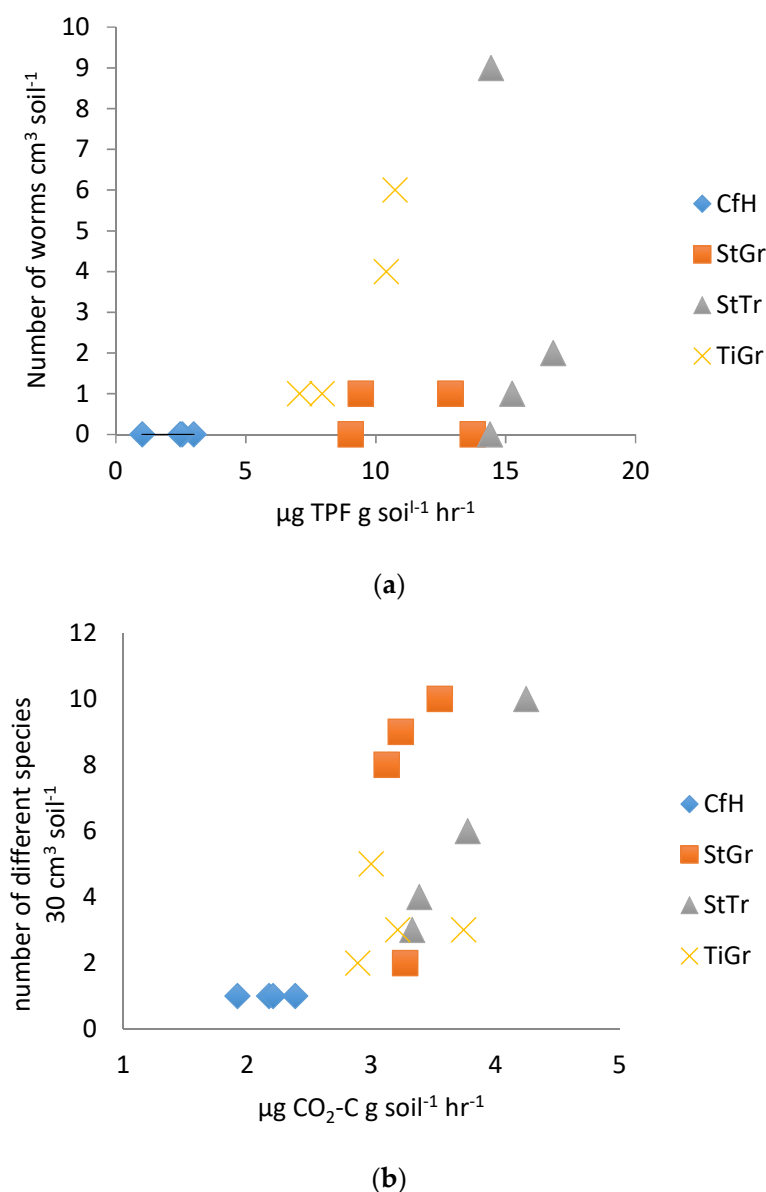 10
9
8
7
6
5
4
3
2
1
0
Number of worms cm³ soil⁻¹
0 5 10 15 20
µg TPF g soiˡ⁻¹ hr⁻¹
CfH
StGr
StTr
TiGr
(a)
12
10
8
6
4
2
0
number of different species
30 cm³ soil⁻¹
1 2 3 4 5
µg CO₂-C g soil⁻¹ hr⁻¹
CfH
StGr
StTr
TiGr
(b)